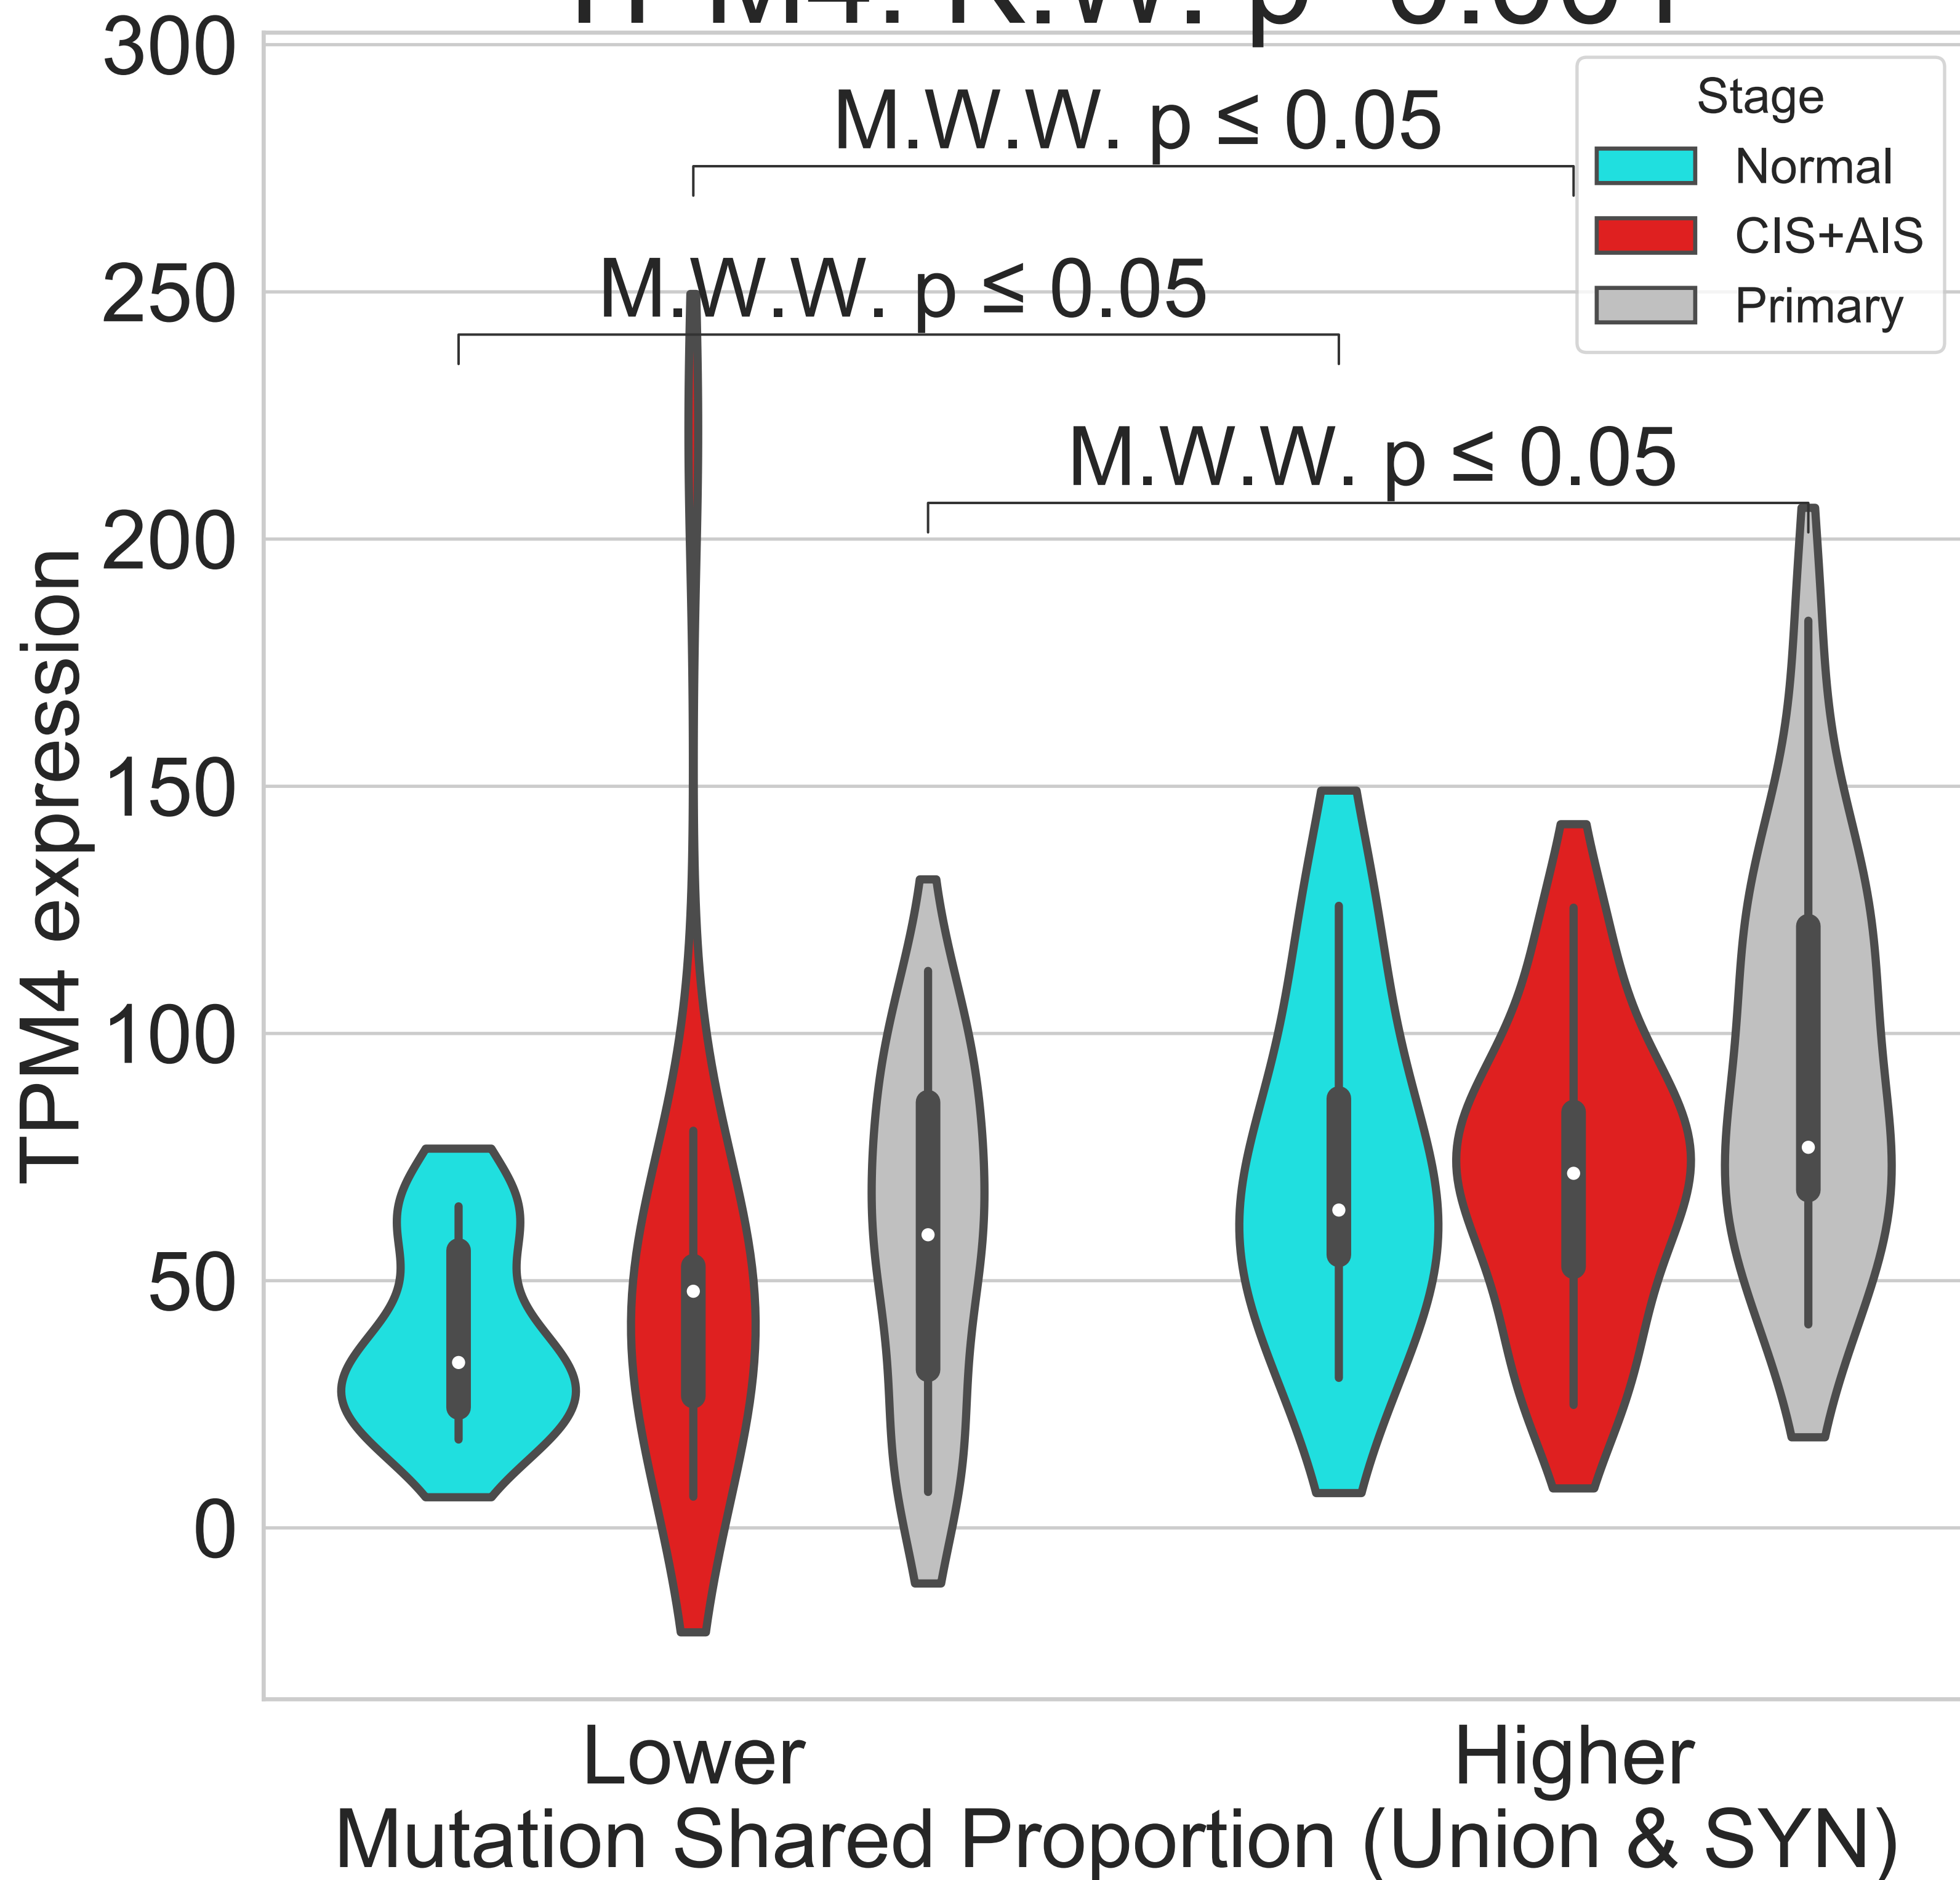 300
M.W.W. p ≤ 0.05
Stage
Normal
CIS+AIS
Primary
250
M.W.W. p ≤ 0.05
M.W.W. p ≤ 0.05
200
150
100
50
0
TPM4 expression
Lower
Higher
Mutation Shared Proportion (Union & SYN)